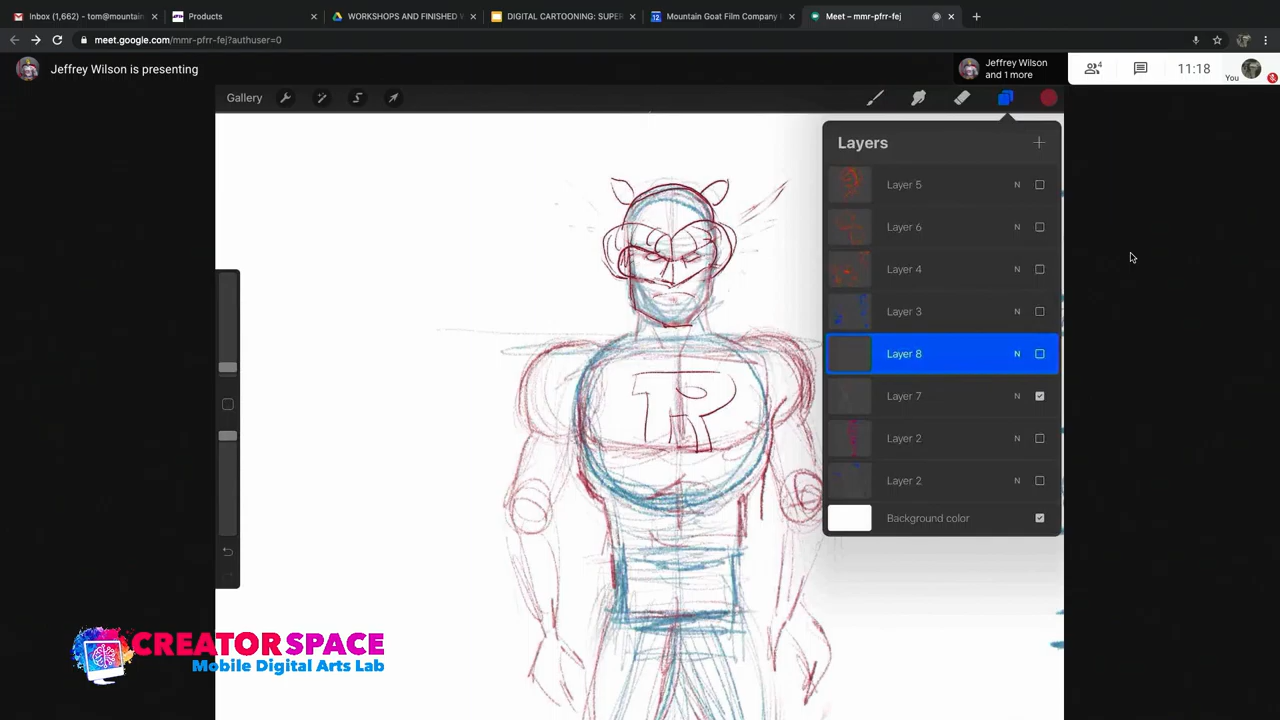 Inbox (1,662) - tom@mountain
Products
WORKSHOPS AND FINISHED
DIGITAL CARTOONING: SUPER
Mountain Goat Film Company
Meet – mmr-pfrr-fej
meet.google.com/mmr-pfrr-fej?authuser=0
Jeffrey Wilson is presenting
Jeffrey Wilson
and 1 more
4
11:18
You
Gallery
Layers
Layer 5 N
Layer 6 N
Layer 4 N
Layer 3 N
Layer 8 N
Layer 7 N
Layer 2 N
Layer 2 N
Background color
TR
CREATOR SPACE
Mobile Digital Arts Lab